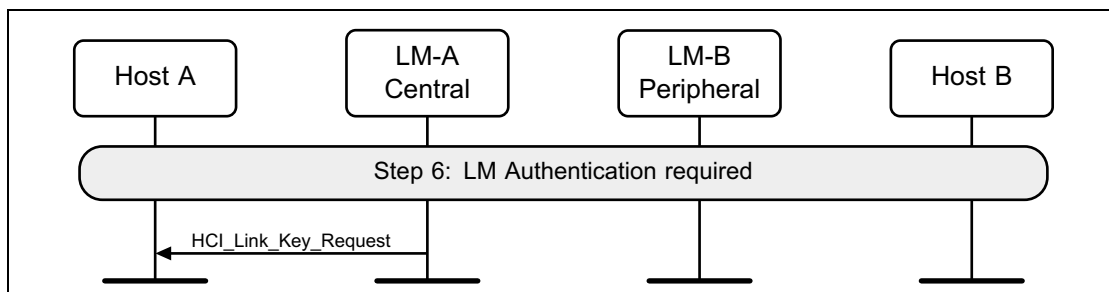 Host A
LM-A
Central
LM-B
Peripheral
Host B
Step 6: LM Authentication required
HCI_Link_Key_Request